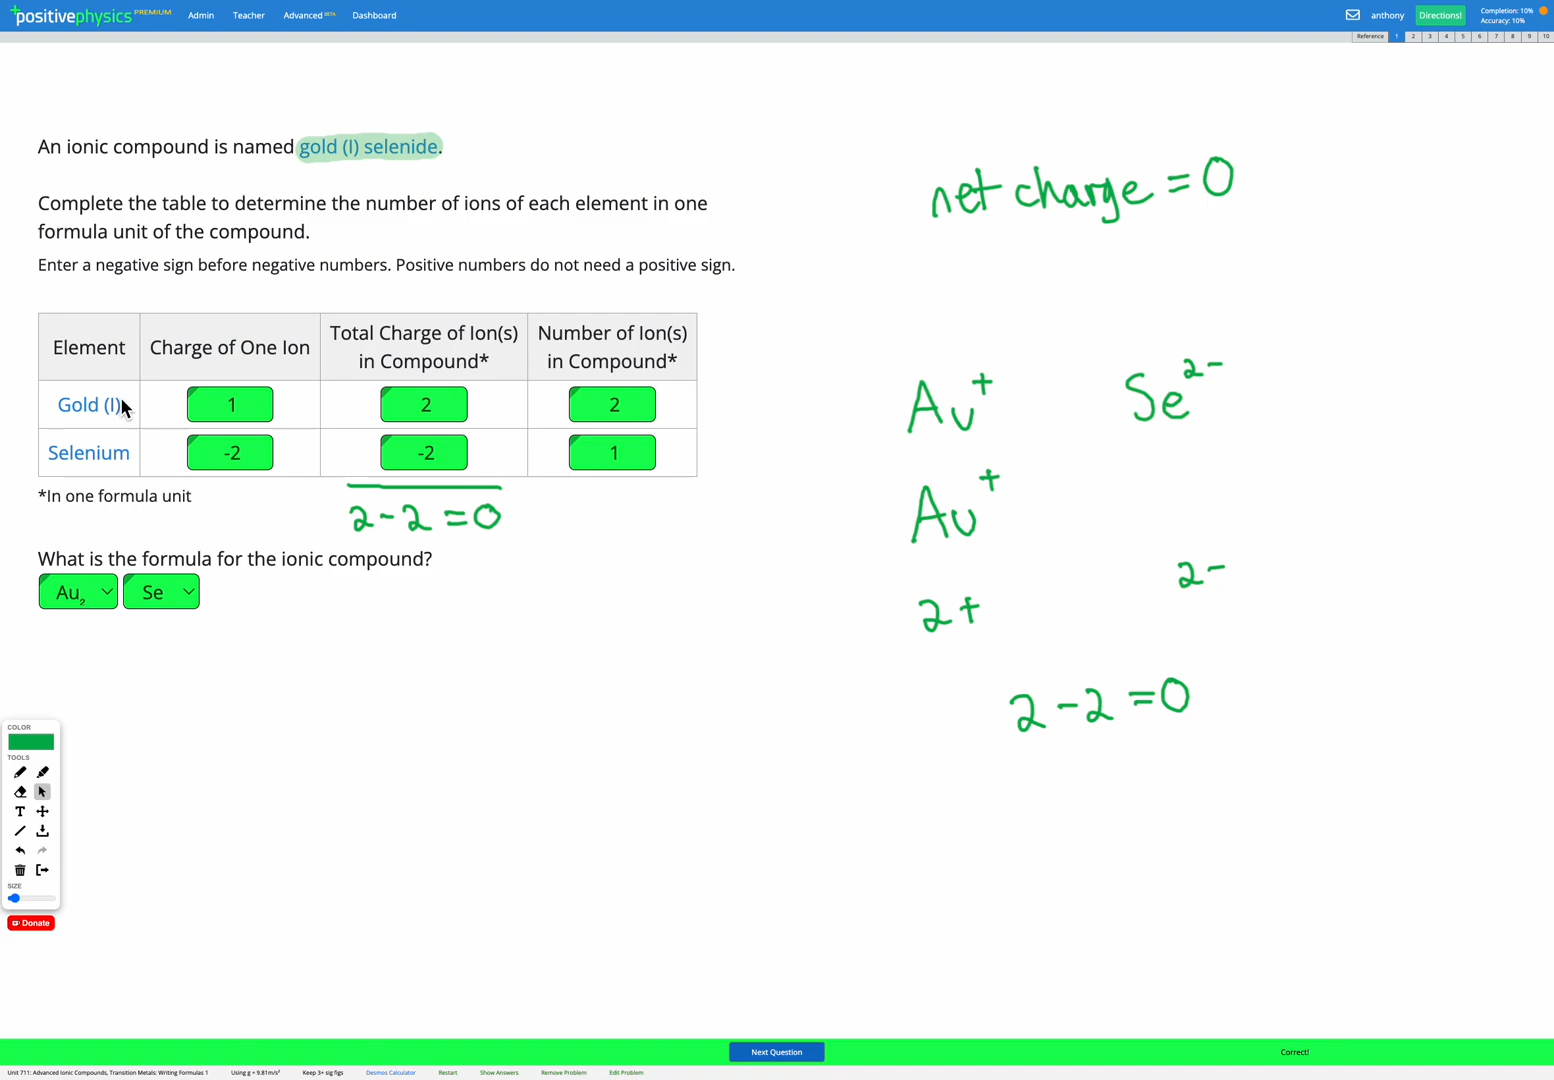 positivephysics PREMIUM Admin Teacher Advanced BETA Dashboard anthony Directions! Completion: 10%
Accuracy: 10%
Reference 1 2 3 4 5 6 7 8 9 10
An ionic compound is named gold (I) selenide.
net charge = 0
Complete the table to determine the number of ions of each element in one
formula unit of the compound.
Enter a negative sign before negative numbers. Positive numbers do not need a positive sign.
Element Charge of One Ion Total Charge of Ion(s) in Compound* Number of Ion(s) in Compound*
Gold (I) 1 2 2
Selenium -2 -2 1
*In one formula unit
2 - 2 = 0
Au⁺ Se²⁻
Au⁺
2+ 2-
2 - 2 = 0
What is the formula for the ionic compound?
Au₂ Se
COLOR
TOOLS
T
SIZE
Donate
Next Question Correct!
Unit 711: Advanced Ionic Compounds, Transition Metals: Writing Formulas 1 Using g = 9.81m/s² Keep 3+ sig figs Desmos Calculator Restart Show Answers Remove Problem Edit Problem